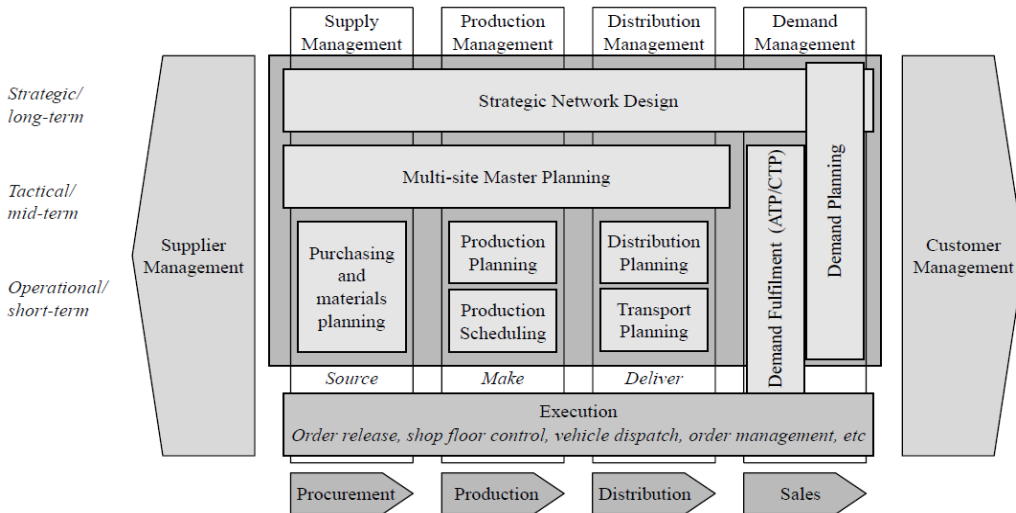 Supply
Management
Production
Management
Distribution
Management
Demand
Management
Strategic/
long-term
Tactical/
mid-term
Operational/
short-term
Supplier
Management
Strategic Network Design
Multi-site Master Planning
Purchasing
and
materials
planning
Production
Planning
Production
Scheduling
Distribution
Planning
Transport
Planning
Demand Fulfilment (ATP/CTP)
Demand Planning
Customer
Management
Source
Make
Deliver
Execution
Order release, shop floor control, vehicle dispatch, order management, etc
Procurement
Production
Distribution
Sales